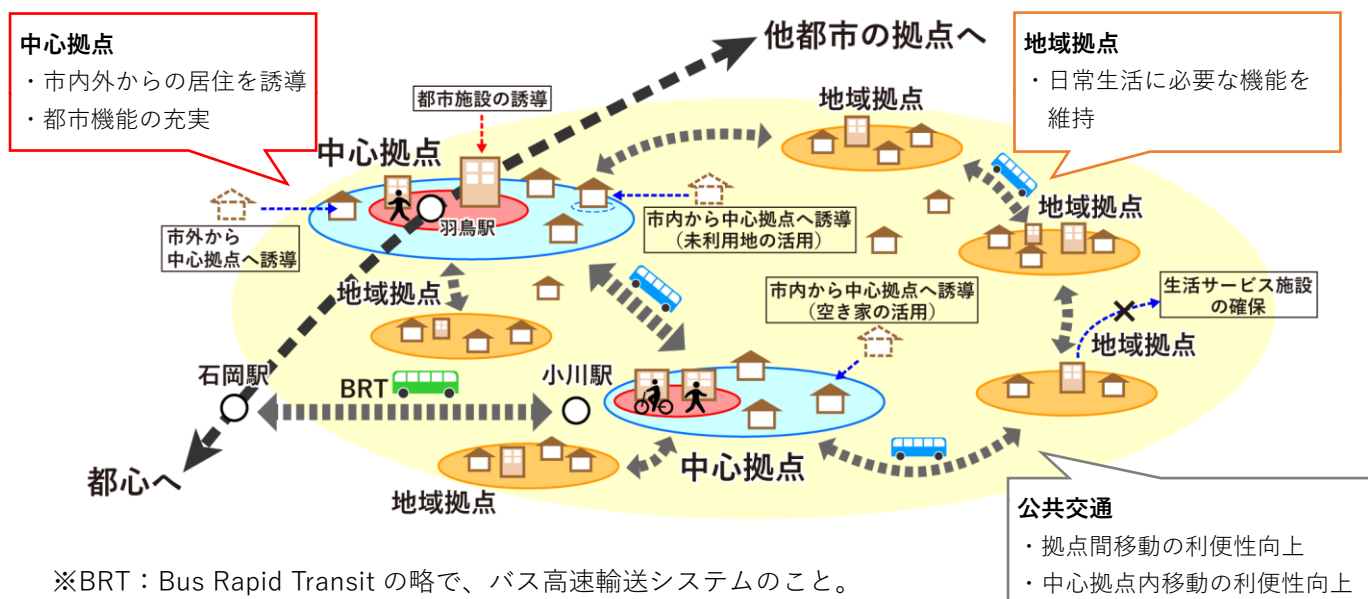 中心拠点
・市内外からの居住を誘導
・都市機能の充実
他都市の拠点へ
地域拠点
・日常生活に必要な機能を
維持
都市施設の誘導
中心拠点
地域拠点
羽鳥駅
市外から
中心拠点へ誘導
市内から中心拠点へ誘導
(未利用地の活用)
地域拠点
地域拠点
市内から中心拠点へ誘導
(空き家の活用)
生活サービス施設
の確保
地域拠点
石岡駅
BRT
小川駅
中心拠点
都心へ
地域拠点
公共交通
・拠点間移動の利便性向上
・中心拠点内移動の利便性向上
※BRT：Bus Rapid Transit の略で、バス高速輸送システムのこと。